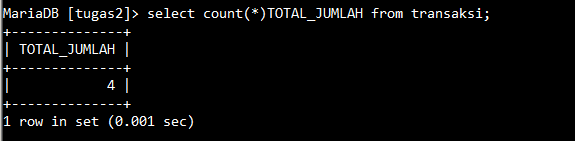 MariaDB [tugas2]> select count(*)TOTAL_JUMLAH from transaksi;
+--------------+
| TOTAL_JUMLAH |
+--------------+
|            4 |
+--------------+
1 row in set (0.001 sec)